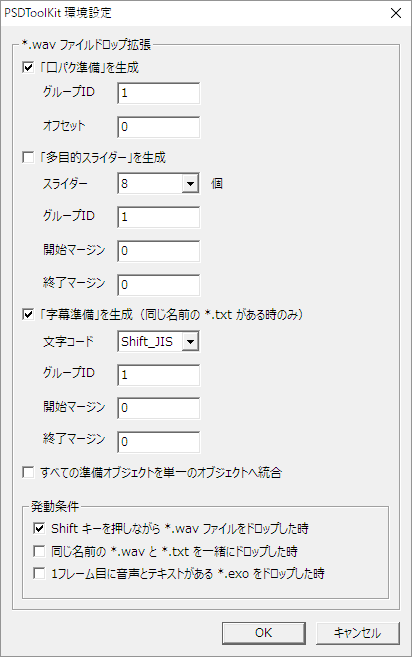 PSDToolKit 環境設定
*.wav ファイルドロップ拡張
「口パク準備」を生成
グループID 1
オフセット 0
「多目的スライダー」を生成
スライダー 8 個
グループID 1
開始マージン 0
終了マージン 0
「字幕準備」を生成（同じ名前の *.txt がある時のみ）
文字コード Shift_JIS
グループID 1
開始マージン 0
終了マージン 0
すべての準備オブジェクトを単一のオブジェクトへ統合
発動条件
Shift キーを押しながら *.wav ファイルをドロップした時
同じ名前の *.wav と *.txt を一緒にドロップした時
1フレーム目に音声とテキストがある *.exo をドロップした時
OK キャンセル